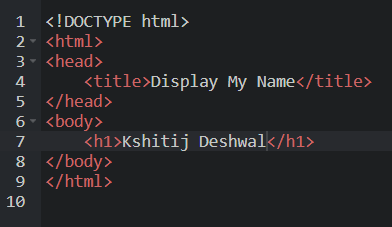 1 <!DOCTYPE html>
2 <html>
3 <head>
4     <title>Display My Name</title>
5 </head>
6 <body>
7     <h1>Kshitij Deshwal</h1>
8 </body>
9 </html>
10